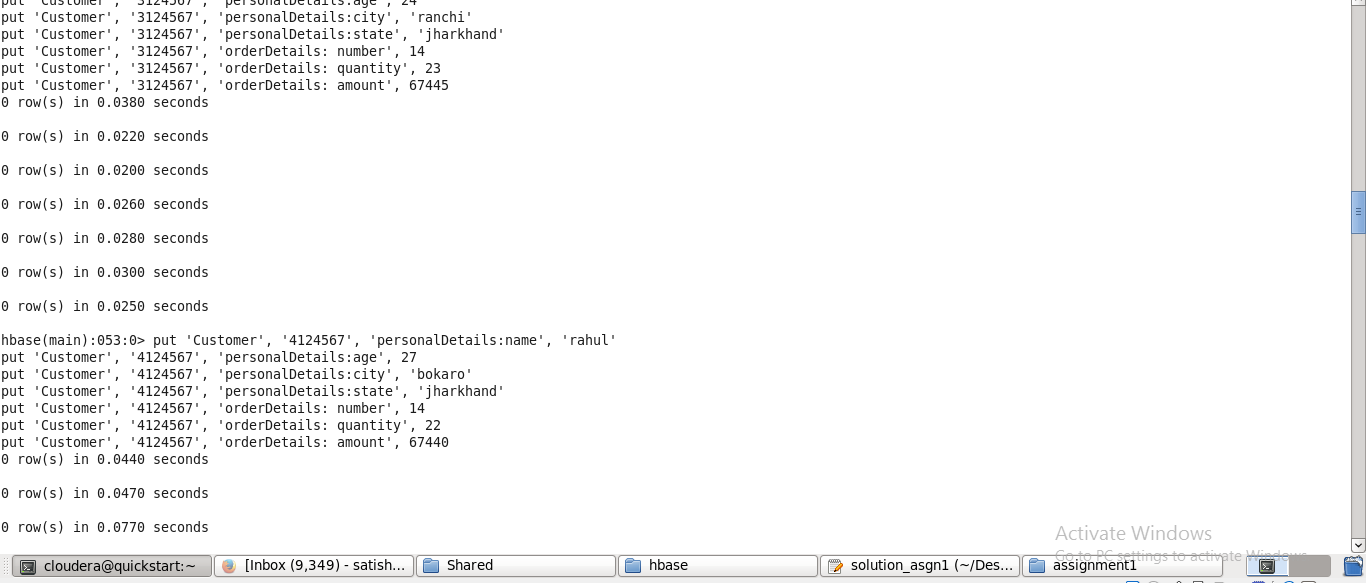 put 'Customer', '3124567', 'personalDetails:age', 24
put 'Customer', '3124567', 'personalDetails:city', 'ranchi'
put 'Customer', '3124567', 'personalDetails:state', 'jharkhand'
put 'Customer', '3124567', 'orderDetails: number', 14
put 'Customer', '3124567', 'orderDetails: quantity', 23
put 'Customer', '3124567', 'orderDetails: amount', 67445
0 row(s) in 0.0380 seconds
0 row(s) in 0.0220 seconds
0 row(s) in 0.0200 seconds
0 row(s) in 0.0260 seconds
0 row(s) in 0.0280 seconds
0 row(s) in 0.0300 seconds
0 row(s) in 0.0250 seconds
hbase(main):053:0> put 'Customer', '4124567', 'personalDetails:name', 'rahul'
put 'Customer', '4124567', 'personalDetails:age', 27
put 'Customer', '4124567', 'personalDetails:city', 'bokaro'
put 'Customer', '4124567', 'personalDetails:state', 'jharkhand'
put 'Customer', '4124567', 'orderDetails: number', 14
put 'Customer', '4124567', 'orderDetails: quantity', 22
put 'Customer', '4124567', 'orderDetails: amount', 67440
0 row(s) in 0.0440 seconds
0 row(s) in 0.0470 seconds
0 row(s) in 0.0770 seconds
Activate Windows
Go to PC settings to activate Windows.
cloudera@quickstart:~
[Inbox (9,349) - satish...
Shared
hbase
solution_asgn1 (~/Des...
assignment1